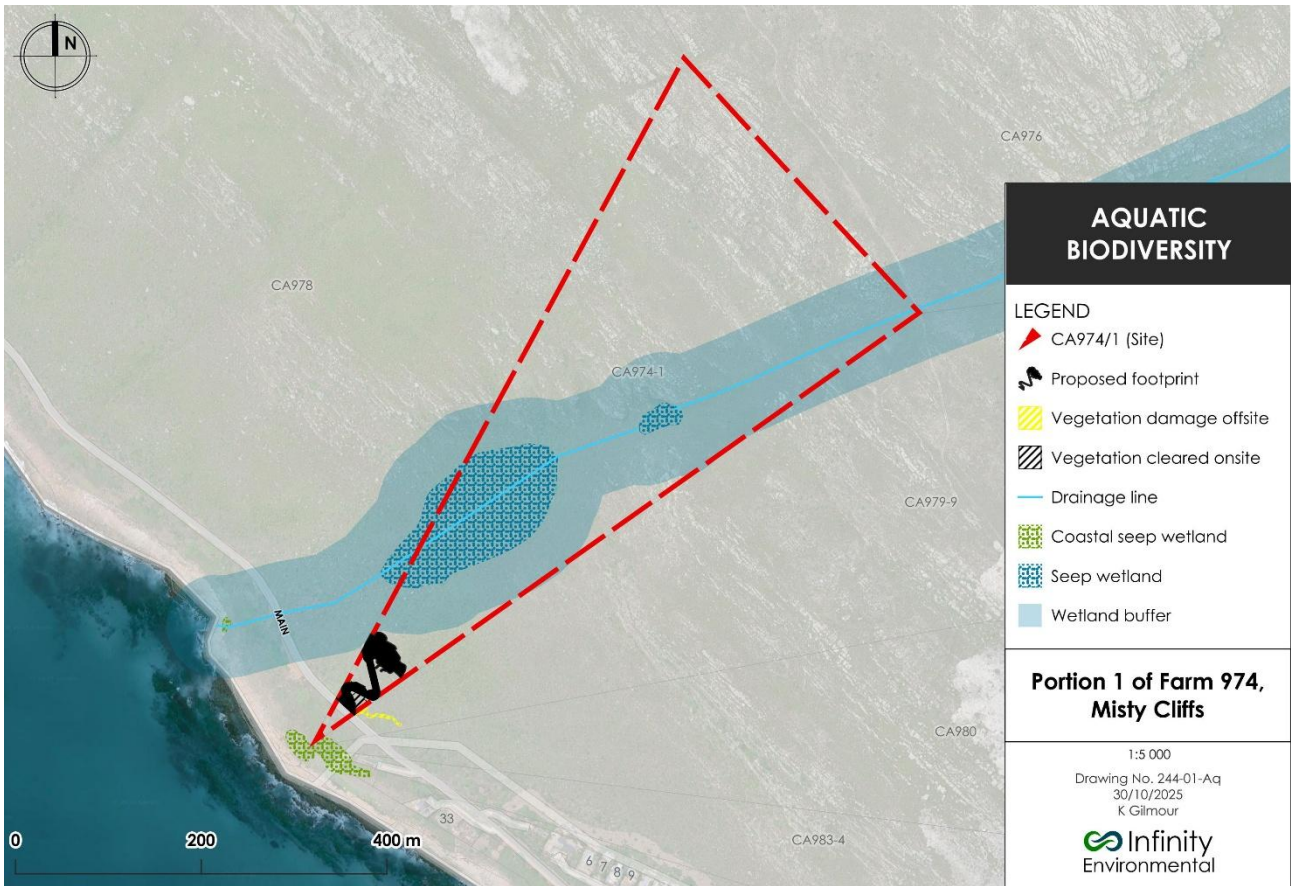 N
CA976
CA978
CA974-1
CA979-9
MAIN
CA980
33
CA983-4
6 7 8 9
0 200 400 m
AQUATIC
BIODIVERSITY
LEGEND
CA974/1 (Site)
Proposed footprint
Vegetation damage offsite
Vegetation cleared onsite
Drainage line
Coastal seep wetland
Seep wetland
Wetland buffer
Portion 1 of Farm 974,
Misty Cliffs
1:5 000
Drawing No. 244-01-Aq
30/10/2025
K Gilmour
Infinity
Environmental